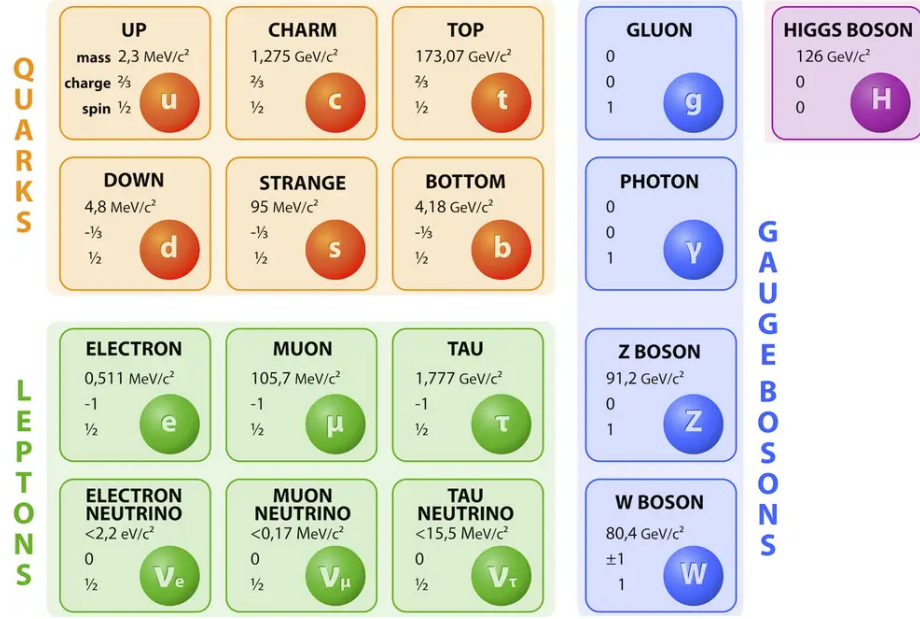 QUARKS
UP
mass 2,3 MeV/c²
charge ⅔
spin ½
u
CHARM
1,275 GeV/c²
⅔
½
c
TOP
173,07 GeV/c²
⅔
½
t
DOWN
4,8 MeV/c²
-⅓
½
d
STRANGE
95 MeV/c²
-⅓
½
s
BOTTOM
4,18 GeV/c²
-⅓
½
b
LEPTONS
ELECTRON
0,511 MeV/c²
-1
½
e
MUON
105,7 MeV/c²
-1
½
μ
TAU
1,777 GeV/c²
-1
½
τ
ELECTRON
NEUTRINO
<2,2 eV/c²
0
½
νe
MUON
NEUTRINO
<0,17 MeV/c²
0
½
νμ
TAU
NEUTRINO
<15,5 MeV/c²
0
½
ντ
GLUON
0
0
1
g
PHOTON
0
0
1
γ
Z BOSON
91,2 GeV/c²
0
1
Z
W BOSON
80,4 GeV/c²
±1
1
W
GAUGE BOSONS
HIGGS BOSON
126 GeV/c²
0
0
H